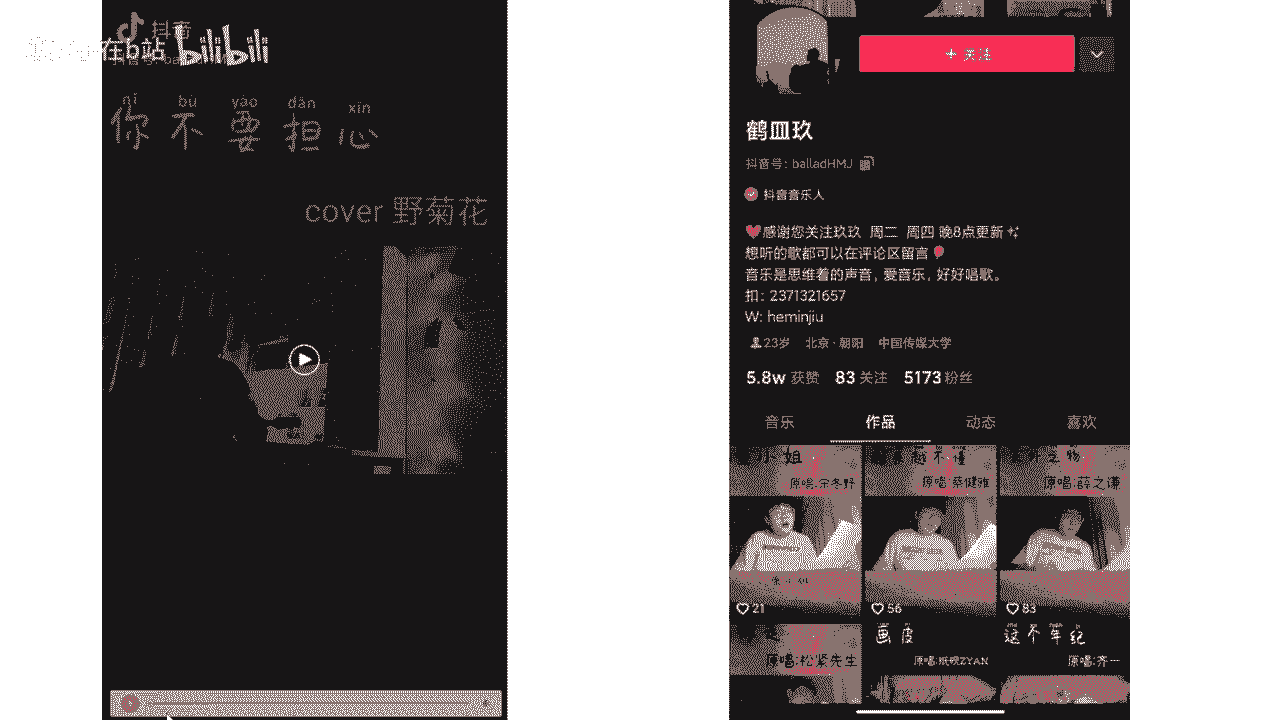 抖音
在b站 bilibili
nǐ bù yào dān xīn
你不要担心
cover 野菊花
+ 关注
鹤皿玖
抖音号: balladHMJ
抖音音乐人
感谢您关注玖玖 周二 周四 晚8点更新
想听的歌都可以在评论区留言
音乐是思维着的声音, 爱音乐, 好好唱歌。
扣: 2371321657
W: heminjiu
23岁 北京·朝阳 中国传媒大学
5.8w 获赞 83 关注 5173 粉丝
音乐 作品 动态 喜欢
小姐
越不懂
之物
原唱:宋冬野
原唱:蔡健雅
原唱:薛之谦
21
56
83
画皮
这不年纪
原唱:松紧先生
原唱:纸砚ZYAN
原唱:齐一